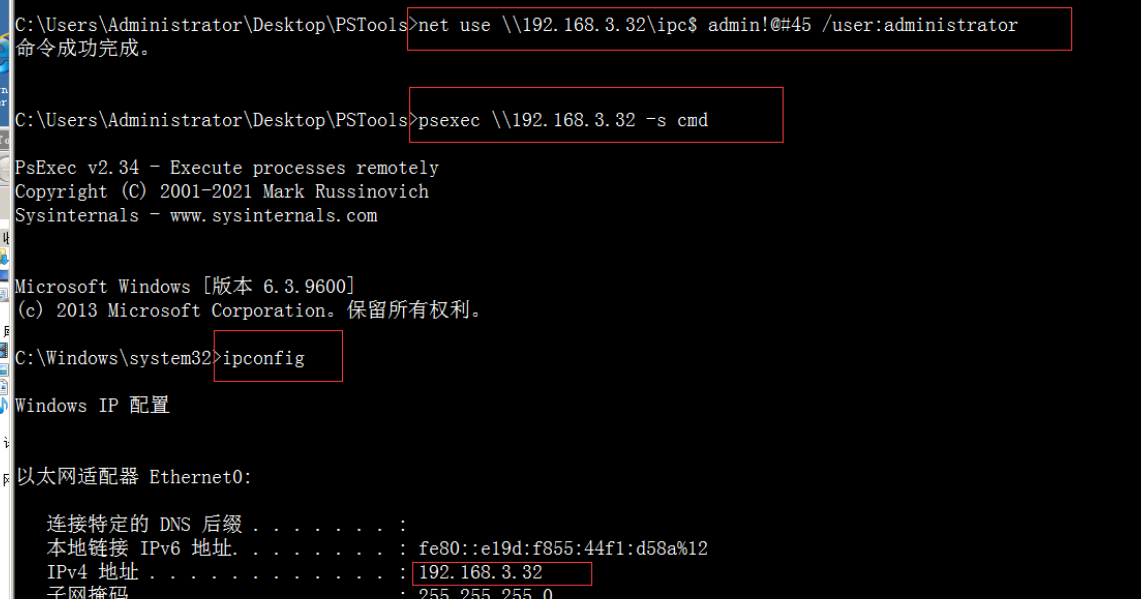 C:\Users\Administrator\Desktop\PSTools>net use \\192.168.3.32\ipc$ admin!@#45 /user:administrator
命令成功完成。
C:\Users\Administrator\Desktop\PSTools>psexec \\192.168.3.32 -s cmd
PsExec v2.34 - Execute processes remotely
Copyright (C) 2001-2021 Mark Russinovich
Sysinternals - www.sysinternals.com
Microsoft Windows [版本 6.3.9600]
(c) 2013 Microsoft Corporation。保留所有权利。
C:\Windows\system32>ipconfig
Windows IP 配置
以太网适配器 Ethernet0:
连接特定的 DNS 后缀 . . . . . . . :
本地链接 IPv6 地址. . . . . . . . : fe80::e19d:f855:44f1:d58a%12
IPv4 地址 . . . . . . . . . . . . : 192.168.3.32
子网掩码 : 255.255.255.0